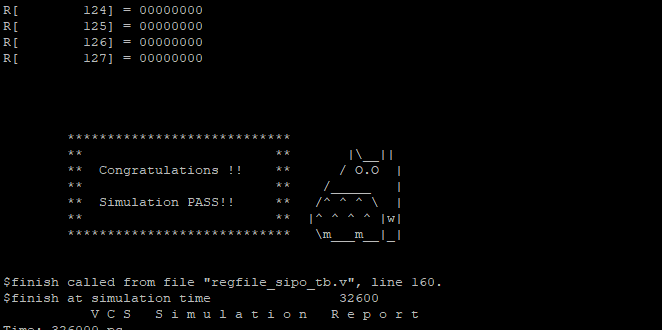 R[        124] = 00000000
R[        125] = 00000000
R[        126] = 00000000
R[        127] = 00000000
****************************
**                        **      |\__||
**  Congratulations !!    **     / O.O  |
**                        **   /_____   |
**  Simulation PASS!!     **  /^ ^ ^ \  |
**                        ** |^ ^ ^ ^ |w|
****************************  \m___m__|_|
$finish called from file "regfile_sipo_tb.v", line 160.
$finish at simulation time                32600
V C S   S i m u l a t i o n   R e p o r t
Time: 326000 ps